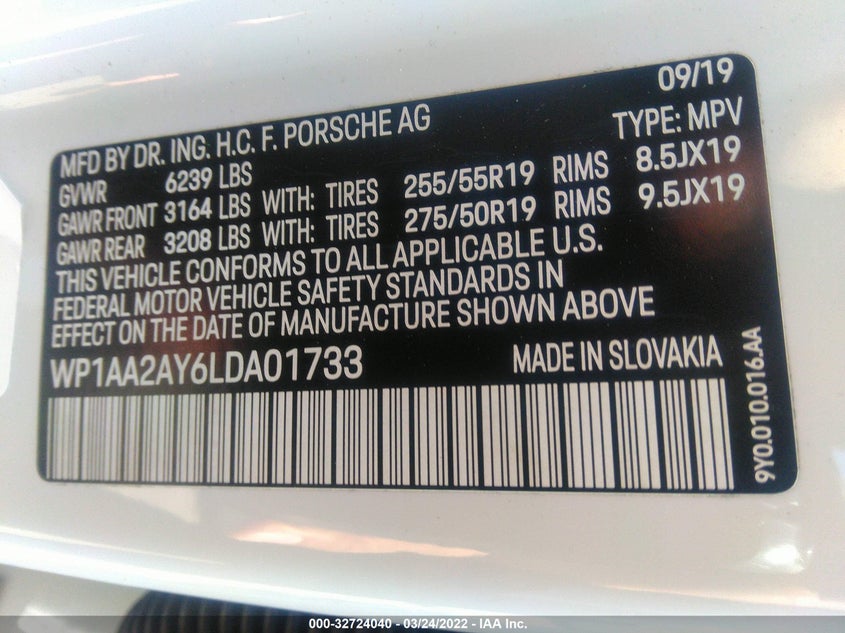 09/19
MFD BY DR. ING. H.C. F. PORSCHE AG TYPE: MPV
GVWR 6239 LBS
GAWR FRONT 3164 LBS WITH: TIRES 255/55R19 RIMS 8.5JX19
GAWR REAR 3208 LBS WITH: TIRES 275/50R19 RIMS 9.5JX19
THIS VEHICLE CONFORMS TO ALL APPLICABLE U.S.
FEDERAL MOTOR VEHICLE SAFETY STANDARDS IN
EFFECT ON THE DATE OF MANUFACTURE SHOWN ABOVE
WP1AA2AY6LDA01733 MADE IN SLOVAKIA
9Y0.010.016.AA
000-32724040 - 03/24/2022 - IAA Inc.